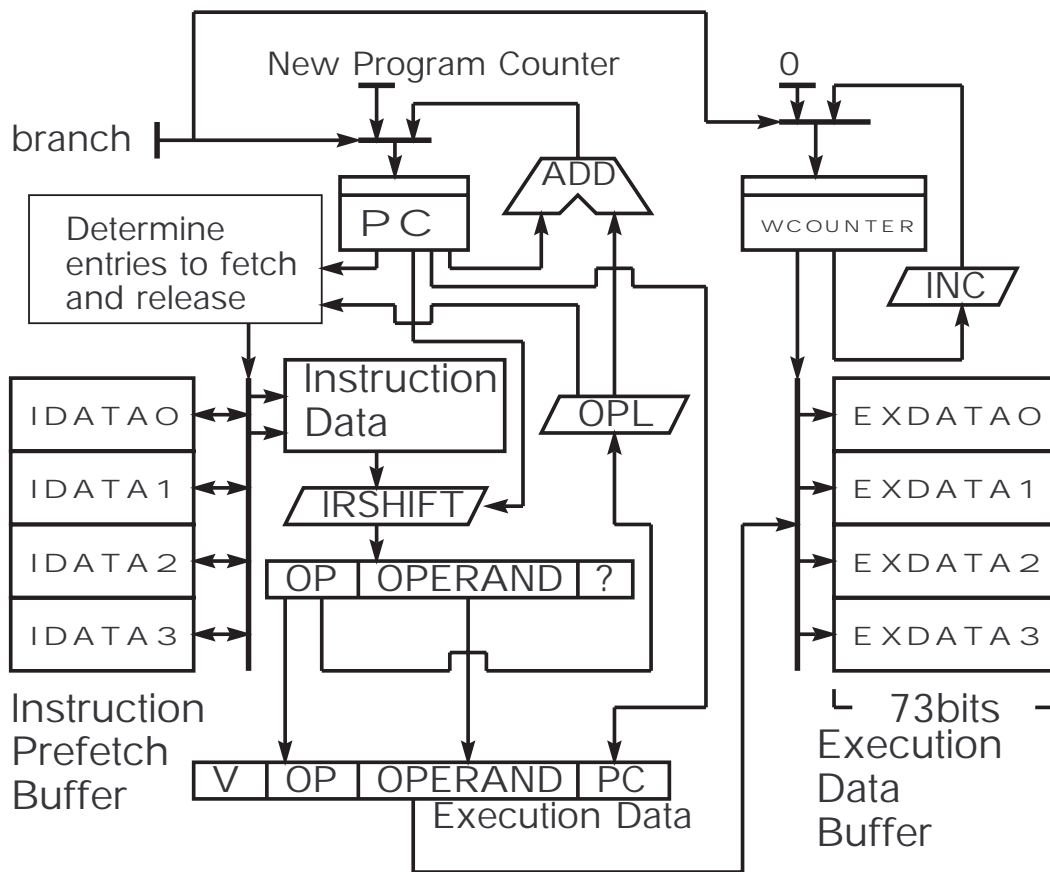 New Program Counter
0
branch
ADD
PC
WCOUNTER
Determine
entries to fetch
and release
INC
Instruction
Data
OPL
IDATA0
IDATA1
IDATA2
IDATA3
EXDATA0
EXDATA1
EXDATA2
EXDATA3
IRSHIFT
OP OPERAND ?
Instruction
Prefetch
Buffer
73bits
Execution
Data
Buffer
V OP OPERAND PC
Execution Data